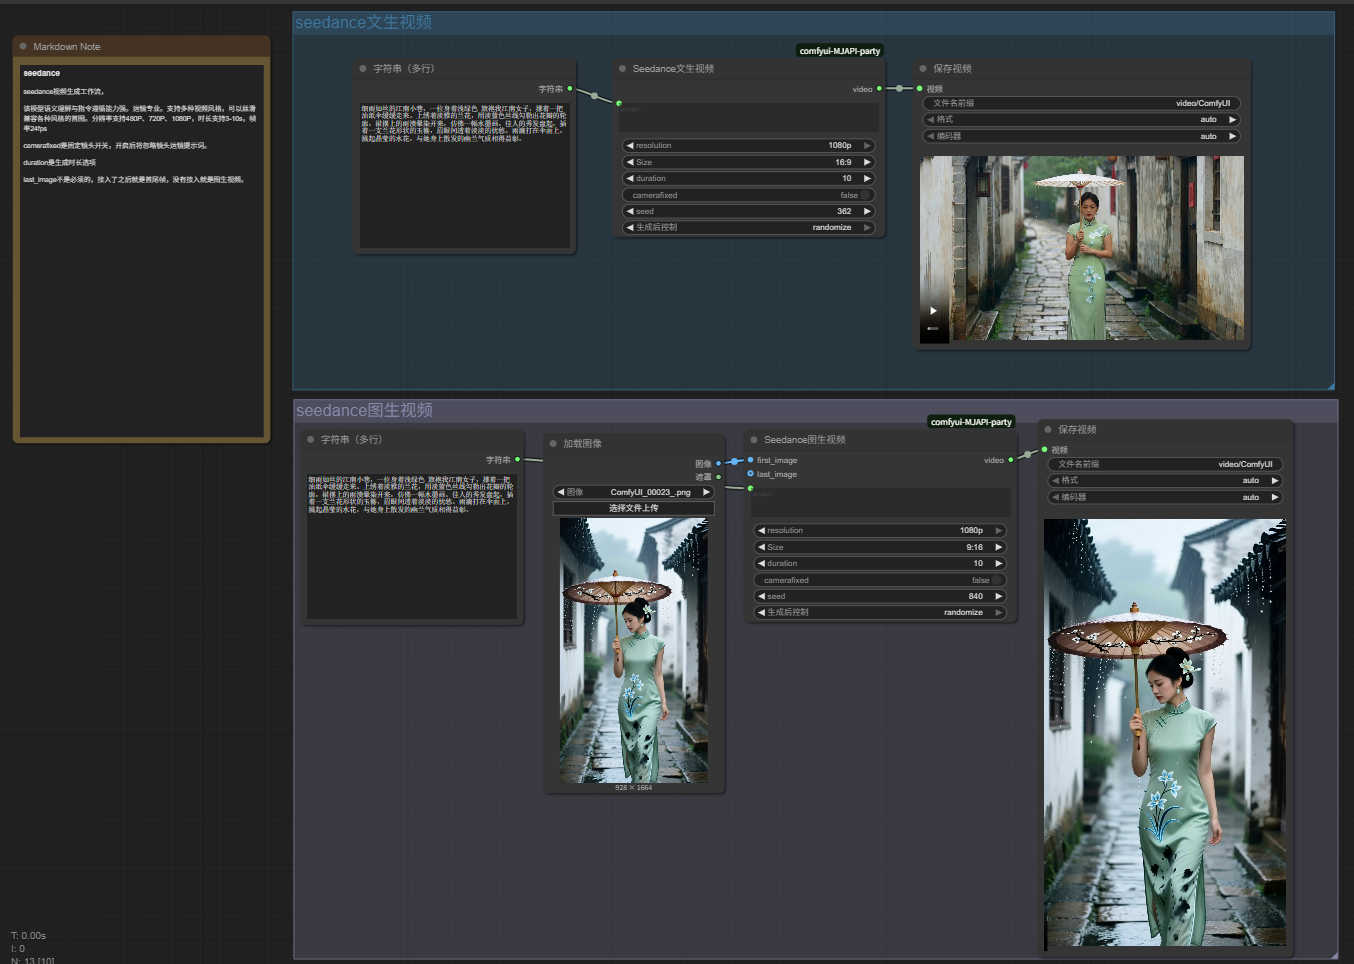 seedance文生视频
Markdown Note
seedance
seedance视频生成工作流，
该模型语义理解与指令遵循能力强。运镜专业。支持多种视频风格，可以丝滑
兼容各种风格的首图。分辨率支持480P、720P、1080P，时长支持3-10s。帧
率24fps
camerafixed是固定镜头开关，开启后将忽略镜头运镜提示词。
duration是生成时长选项
last_image不是必须的，接入了之后就是首尾帧，没有接入就是图生视频。
字符串（多行）
字符串
细雨如丝的江南小巷，一位身着浅绿色 旗袍我江南女子，撑着一把
油纸伞缓缓走来。上绣着淡雅的兰花，用淡蓝色丝线勾勒出花瓣的轮
廓，裙摆上的雨渍晕染开来，仿佛一幅水墨画。佳人的秀发盘起，插
着一支兰花形状的玉簪，眉眼间透着淡淡的忧愁。雨滴打在伞面上，
溅起晶莹的水花，与她身上散发的幽兰气质相得益彰。
comfyui-MJAPI-party
Seedance文生视频
video
resolution 1080p
Size 16:9
duration 10
camerafixed false
seed 362
生成后控制 randomize
保存视频
视频
文件名前缀 video/ComfyUI
格式 auto
编码器 auto
seedance图生视频
字符串（多行）
字符串
细雨如丝的江南小巷，一位身着浅绿色 旗袍我江南女子，撑着一把
油纸伞缓缓走来。上绣着淡雅的兰花，用淡蓝色丝线勾勒出花瓣的轮
廓，裙摆上的雨渍晕染开来，仿佛一幅水墨画。佳人的秀发盘起，插
着一支兰花形状的玉簪，眉眼间透着淡淡的忧愁。雨滴打在伞面上，
溅起晶莹的水花，与她身上散发的幽兰气质相得益彰。
加载图像
图像
遮罩
图像 ComfyUI_00023_.png
选择文件上传
928 × 1664
comfyui-MJAPI-party
Seedance图生视频
first_image
video
last_image
resolution 1080p
Size 9:16
duration 10
camerafixed false
seed 840
生成后控制 randomize
保存视频
视频
文件名前缀 video/ComfyUI
格式 auto
编码器 auto
T: 0.00s
I: 0
N: 13 [10]